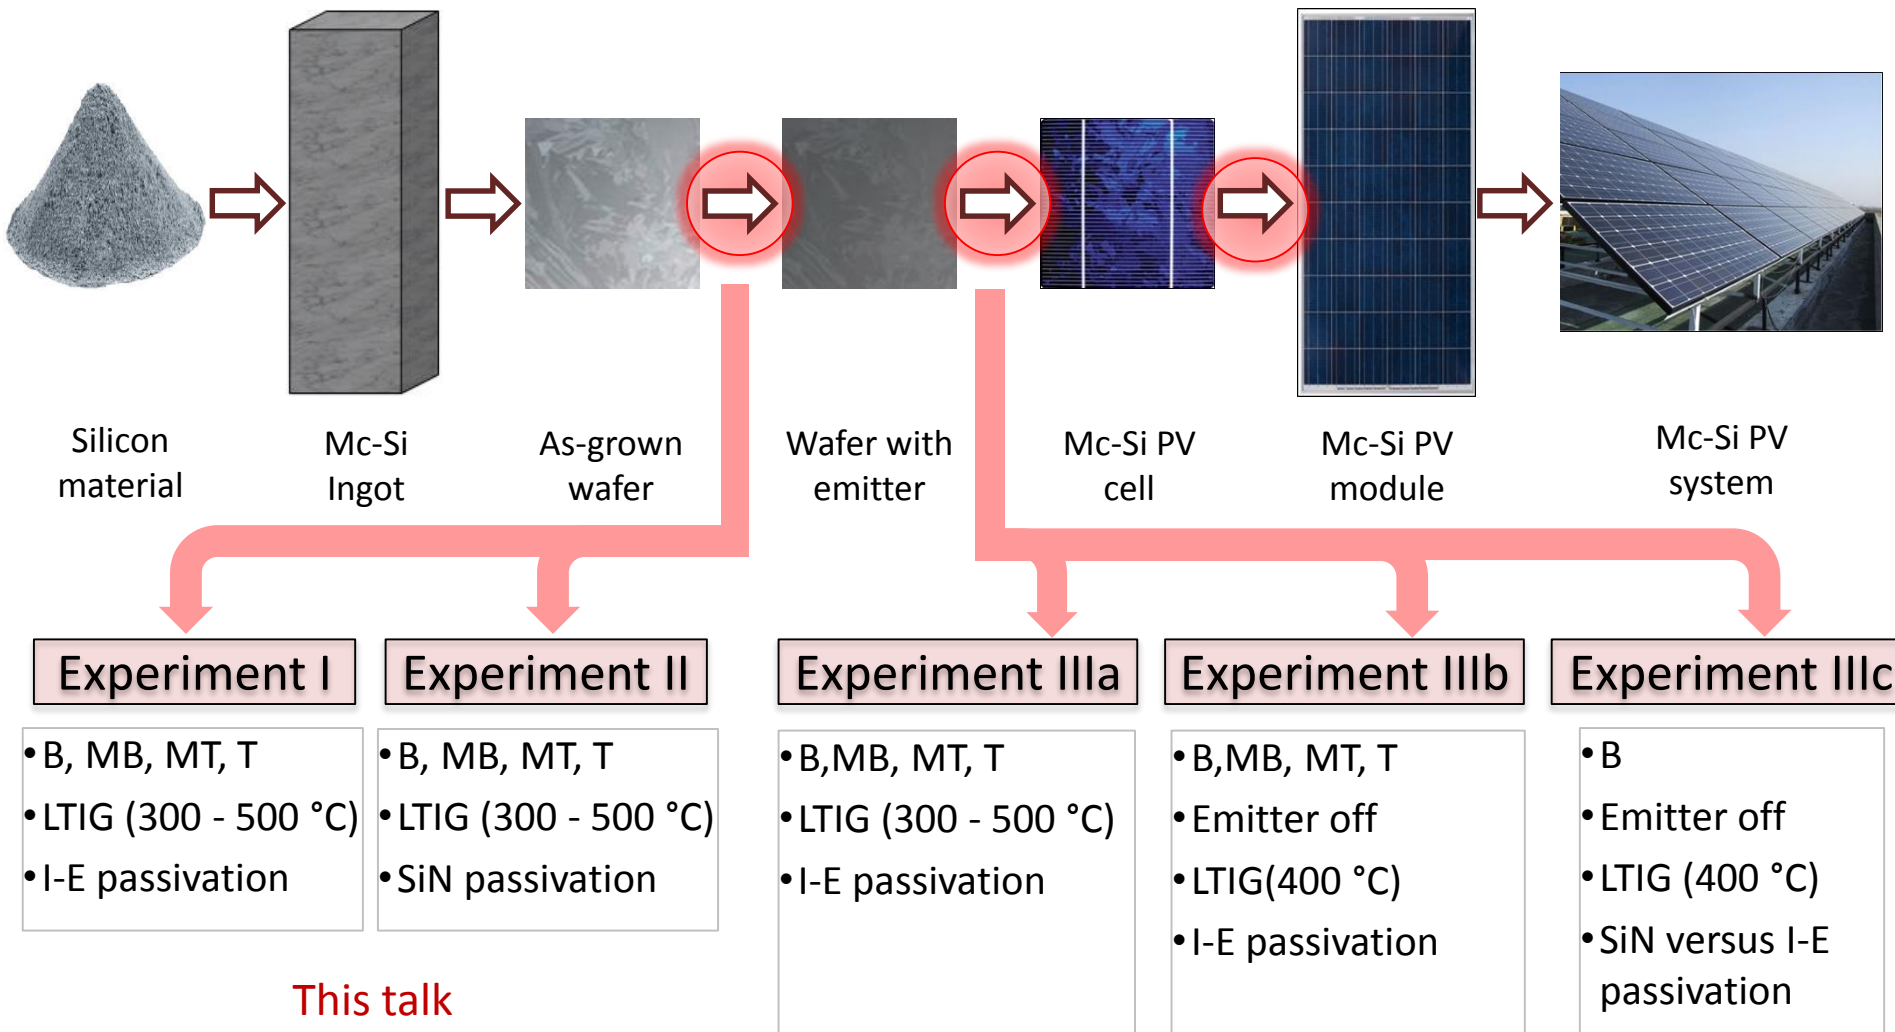 Silicon
material
Mc-Si
Ingot
As-grown
wafer
Wafer with
emitter
Mc-Si PV
cell
Mc-Si PV
module
Mc-Si PV
system
Experiment I
• B, MB, MT, T
• LTIG (300 - 500 °C)
• I-E passivation
Experiment II
• B, MB, MT, T
• LTIG (300 - 500 °C)
• SiN passivation
This talk
Experiment IIIa
• B,MB, MT, T
• LTIG (300 - 500 °C)
• I-E passivation
Experiment IIIb
• B,MB, MT, T
• Emitter off
• LTIG(400 °C)
• I-E passivation
Experiment IIIc
• B
• Emitter off
• LTIG (400 °C)
• SiN versus I-E
passivation